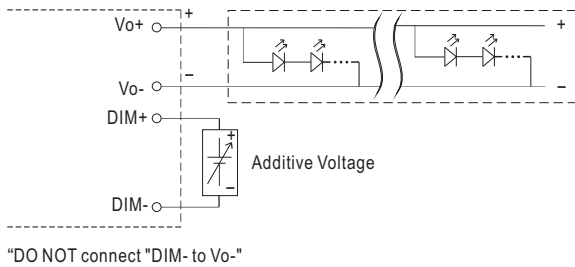 Vo+
+
+
−
Vo-
−
DIM+
+
Additive Voltage
−
DIM-
“DO NOT connect "DIM- to Vo-"